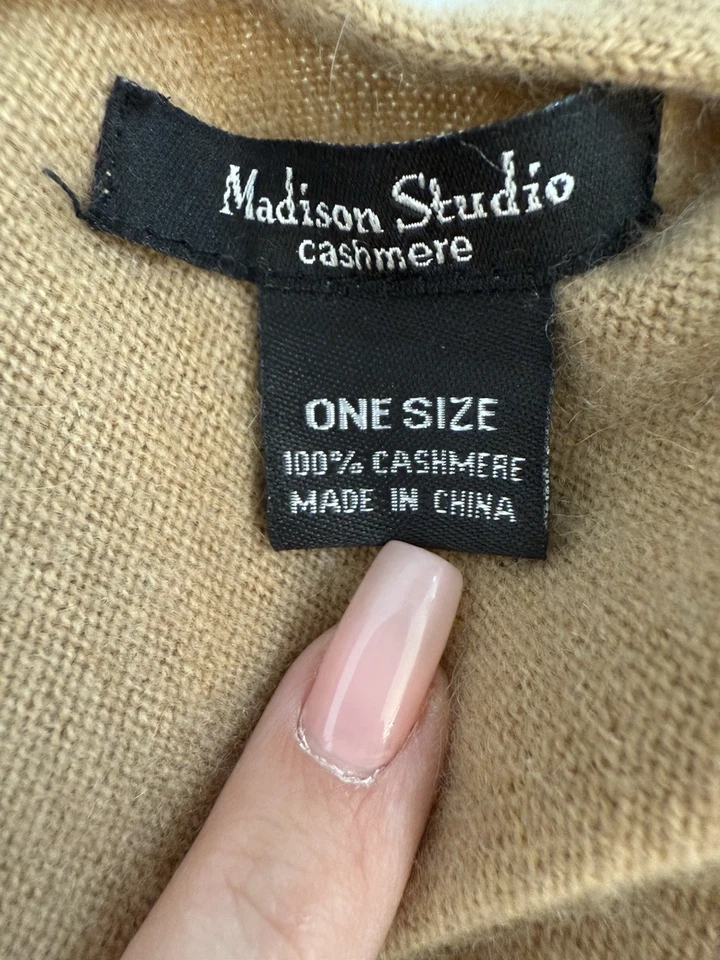 Madison Studio
cashmere
ONE SIZE
100% CASHMERE
MADE IN CHINA